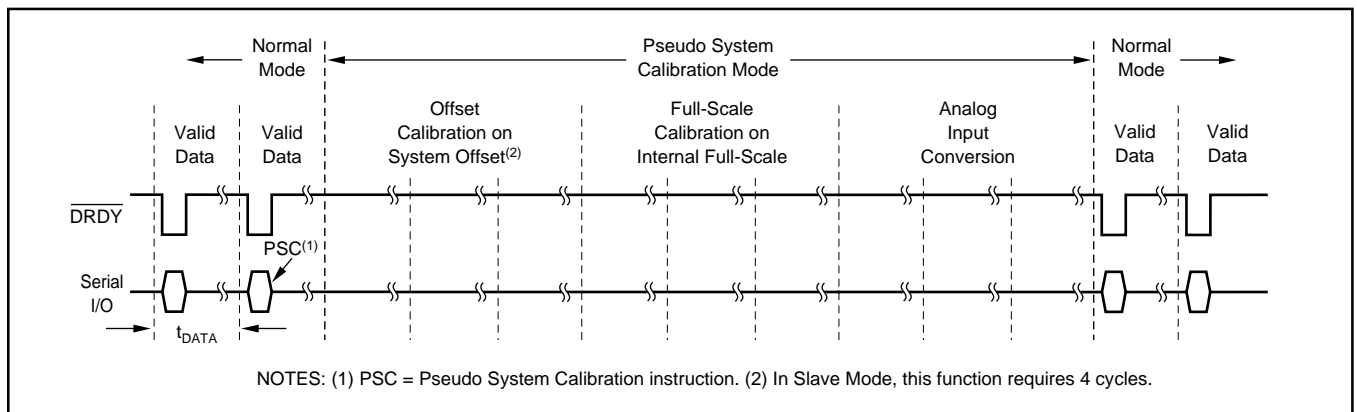 Normal
Mode
Pseudo System
Calibration Mode
Normal
Mode
Valid
Data
Valid
Data
Offset
Calibration on
System Offset(2)
Full-Scale
Calibration on
Internal Full-Scale
Analog
Input
Conversion
Valid
Data
Valid
Data
DRDY
PSC(1)
Serial
I/O
tDATA
NOTES: (1) PSC = Pseudo System Calibration instruction. (2) In Slave Mode, this function requires 4 cycles.